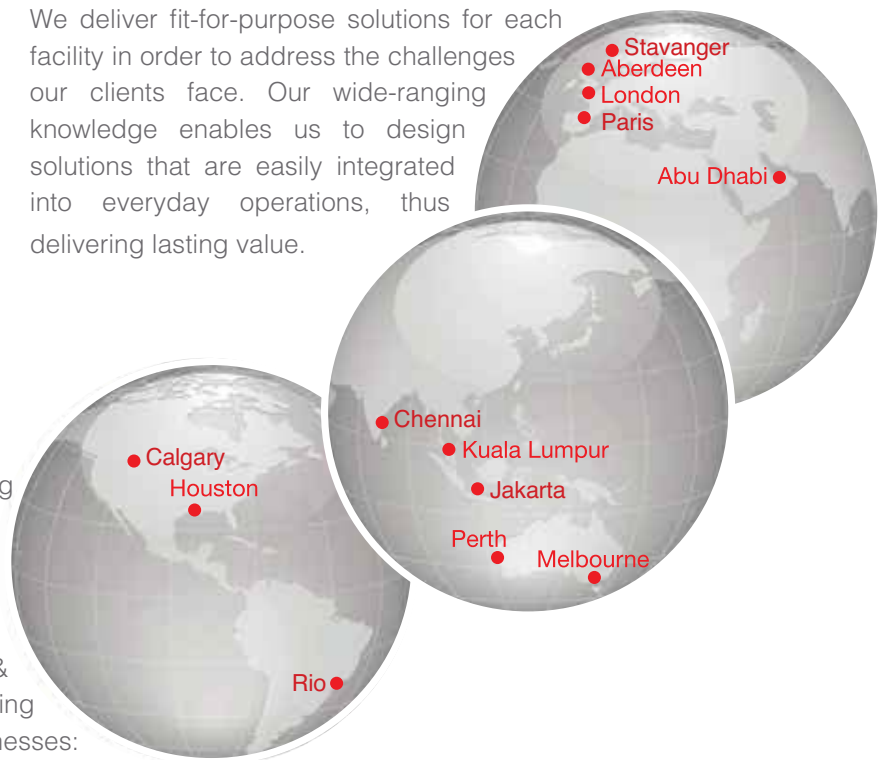 We deliver fit-for-purpose solutions for each
facility in order to address the challenges
our clients face. Our wide-ranging
knowledge enables us to design
solutions that are easily integrated
into everyday operations, thus
delivering lasting value.
Stavanger
Aberdeen
London
Paris
Abu Dhabi
Chennai
Kuala Lumpur
Jakarta
Perth
Melbourne
Calgary
Houston
Rio
&